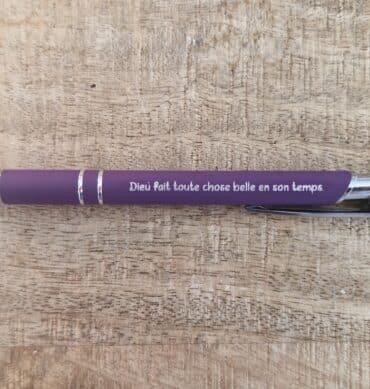 Dieu fait toute chose belle en son temps